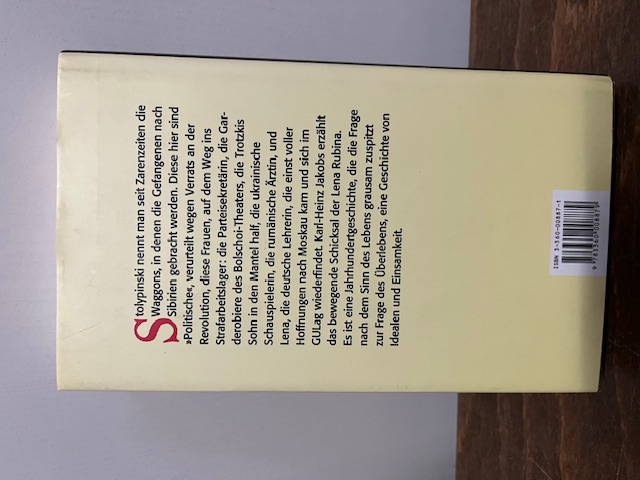 Stolypinski nennt man seit Zarenzeiten die
Waggons, in denen die Gefangenen nach
Sibirien gebracht werden. Diese hier sind
»Politische«, verurteilt wegen Verrats an der
Revolution, diese Frauen, auf dem Weg ins
Strafarbeitslager: die Parteisekretärin, die Gar-
derobiere des Bolschoi-Theaters, die Trotzkis
Sohn in den Mantel half, die ukrainische
Schauspielerin, die rumänische Ärztin, und
Lena, die deutsche Lehrerin, die einst voller
Hoffnungen nach Moskau kam und sich im
GULag wiederfindet. Karl-Heinz Jakobs erzählt
das bewegende Schicksal der Lena Rubina.
Es ist eine Jahrhundertgeschichte, die die Frage
nach dem Sinn des Lebens grausam zuspitzt
zur Frage des Überlebens, eine Geschichte von
Idealen und Einsamkeit.
ISBN 3-360-00887-1
9 783360 008879